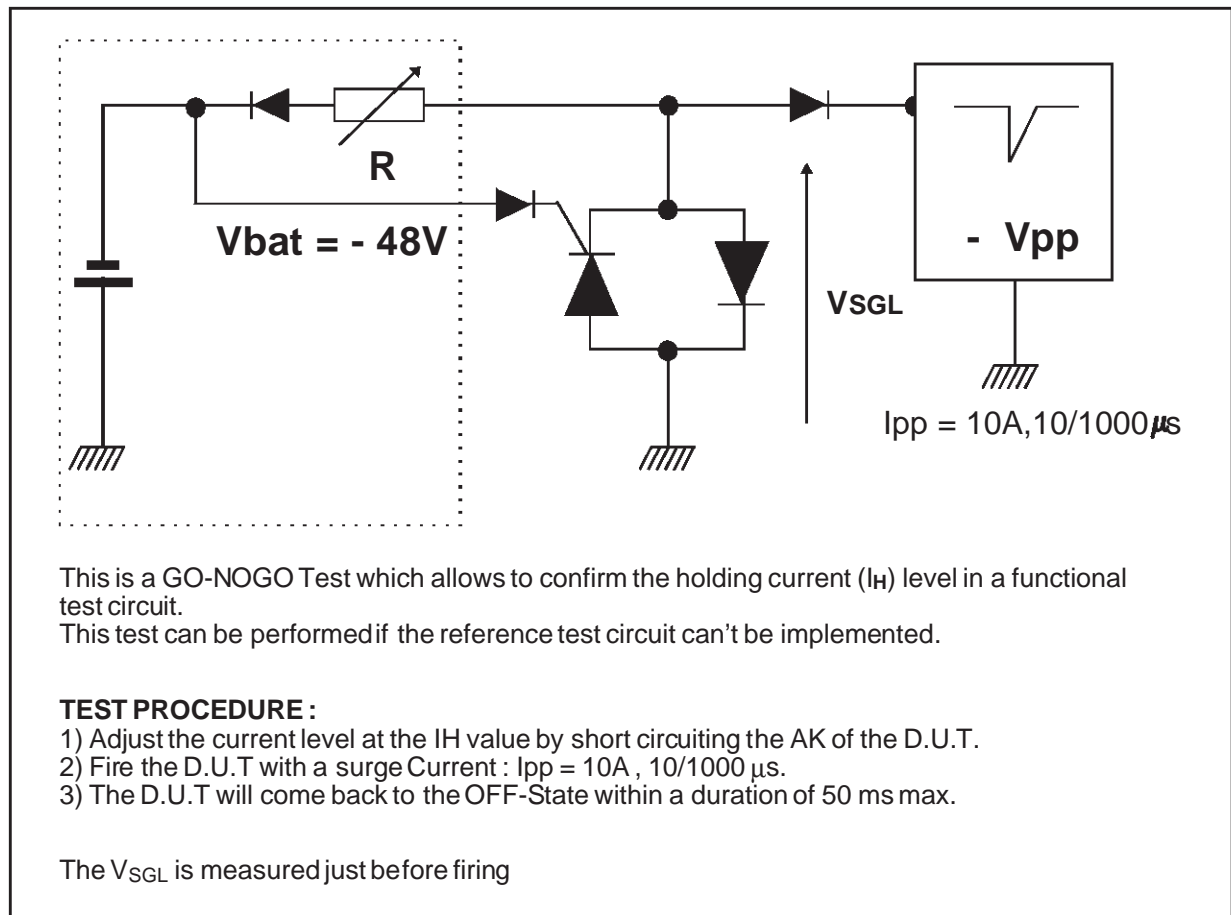 R
Vbat = - 48V
- Vpp
VSGL
Ipp = 10A,10/1000µs
This is a GO-NOGO Test which allows to confirm the holding current (IH) level in a functional
test circuit.
This test can be performed if the reference test circuit can't be implemented.
TEST PROCEDURE :
1) Adjust the current level at the IH value by short circuiting the AK of the D.U.T.
2) Fire the D.U.T with a surge Current : Ipp = 10A , 10/1000 µs.
3) The D.U.T will come back to the OFF-State within a duration of 50 ms max.
The VSGL is measured just before firing